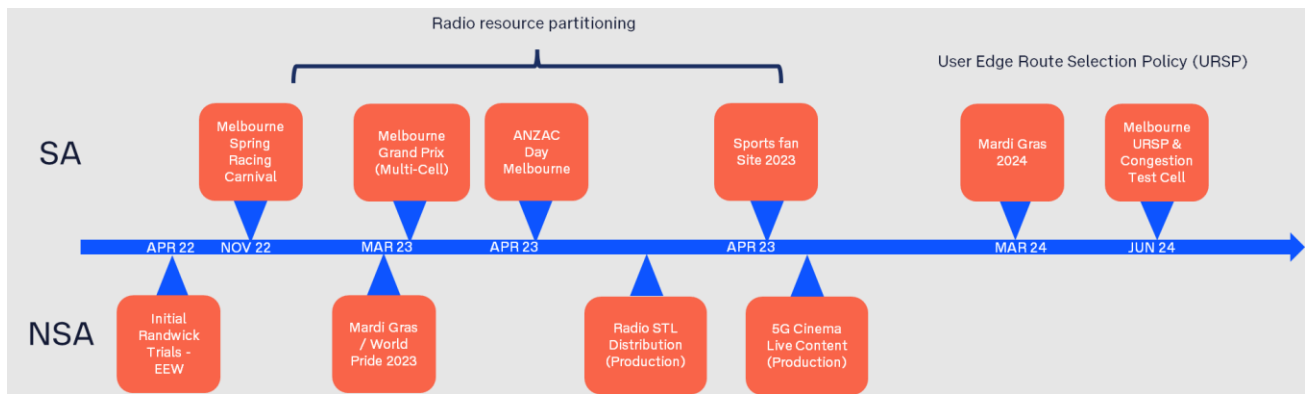 Radio resource partitioning
User Edge Route Selection Policy (URSP)
SA
Melbourne
Spring
Racing
Carnival
Melbourne
Grand Prix
(Multi-Cell)
ANZAC
Day
Melbourne
Sports fan
Site 2023
Mardi Gras
2024
Melbourne
URSP &
Congestion
Test Cell
APR 22
NOV 22
MAR 23
APR 23
APR 23
MAR 24
JUN 24
NSA
Initial
Randwick
Trials -
EEW
Mardi Gras
/ World
Pride 2023
Radio STL
Distribution
(Production)
5G Cinema
Live Content
(Production)